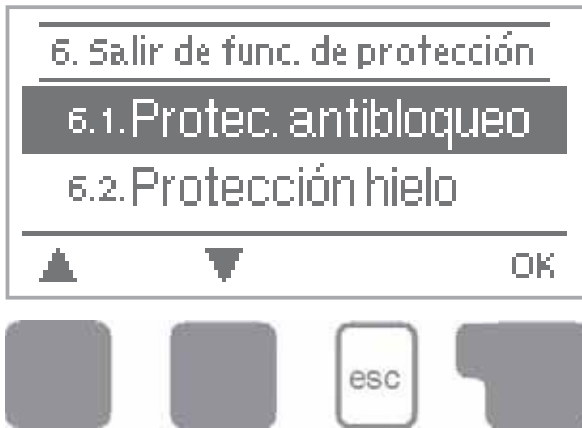 6. Salir de func. de protección
6.1. Protec. antibloqueo
6.2. Protección hielo
OK
esc